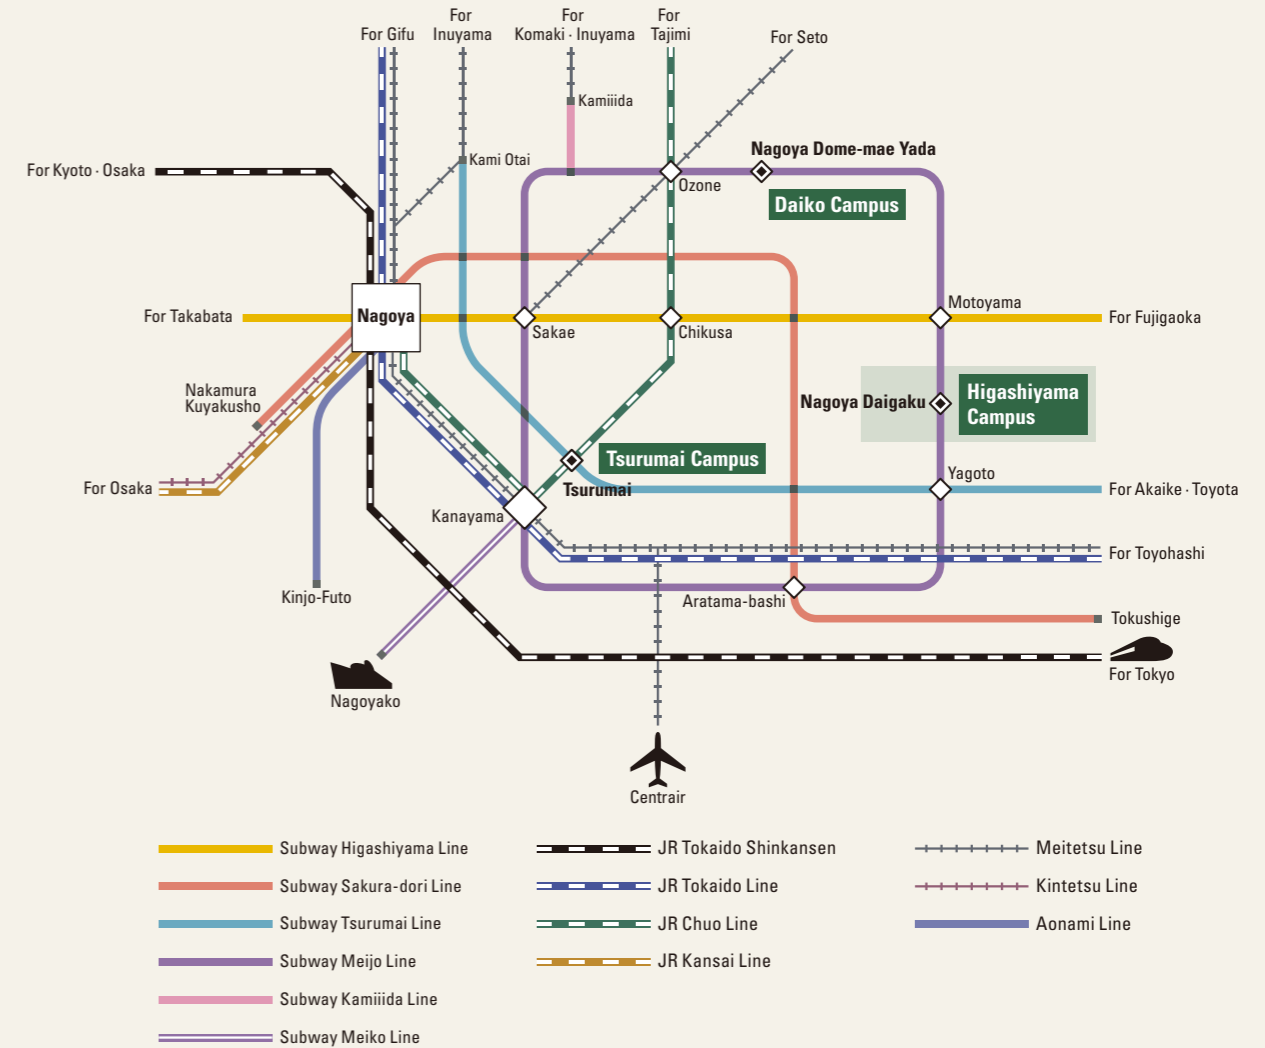 For Gifu
For
Inuyama
For
Komaki · Inuyama
For
Tajimi
For Seto
Kamiiida
Nagoya Dome-mae Yada
For Kyoto · Osaka
Kami Otai
Ozone
Daiko Campus
Motoyama
For Takabata
Nagoya
Sakae
Chikusa
For Fujigaoka
Nakamura
Kuyakusho
Nagoya Daigaku
Higashiyama
Campus
Tsurumai Campus
Yagoto
For Osaka
Tsurumai
For Akaike · Toyota
Kanayama
For Toyohashi
Kinjo-Futo
Aratama-bashi
Tokushige
For Tokyo
Nagoyako
Centrair
Subway Higashiyama Line
Subway Sakura-dori Line
Subway Tsurumai Line
Subway Meijo Line
Subway Kamiiida Line
Subway Meiko Line
JR Tokaido Shinkansen
JR Tokaido Line
JR Chuo Line
JR Kansai Line
Meitetsu Line
Kintetsu Line
Aonami Line